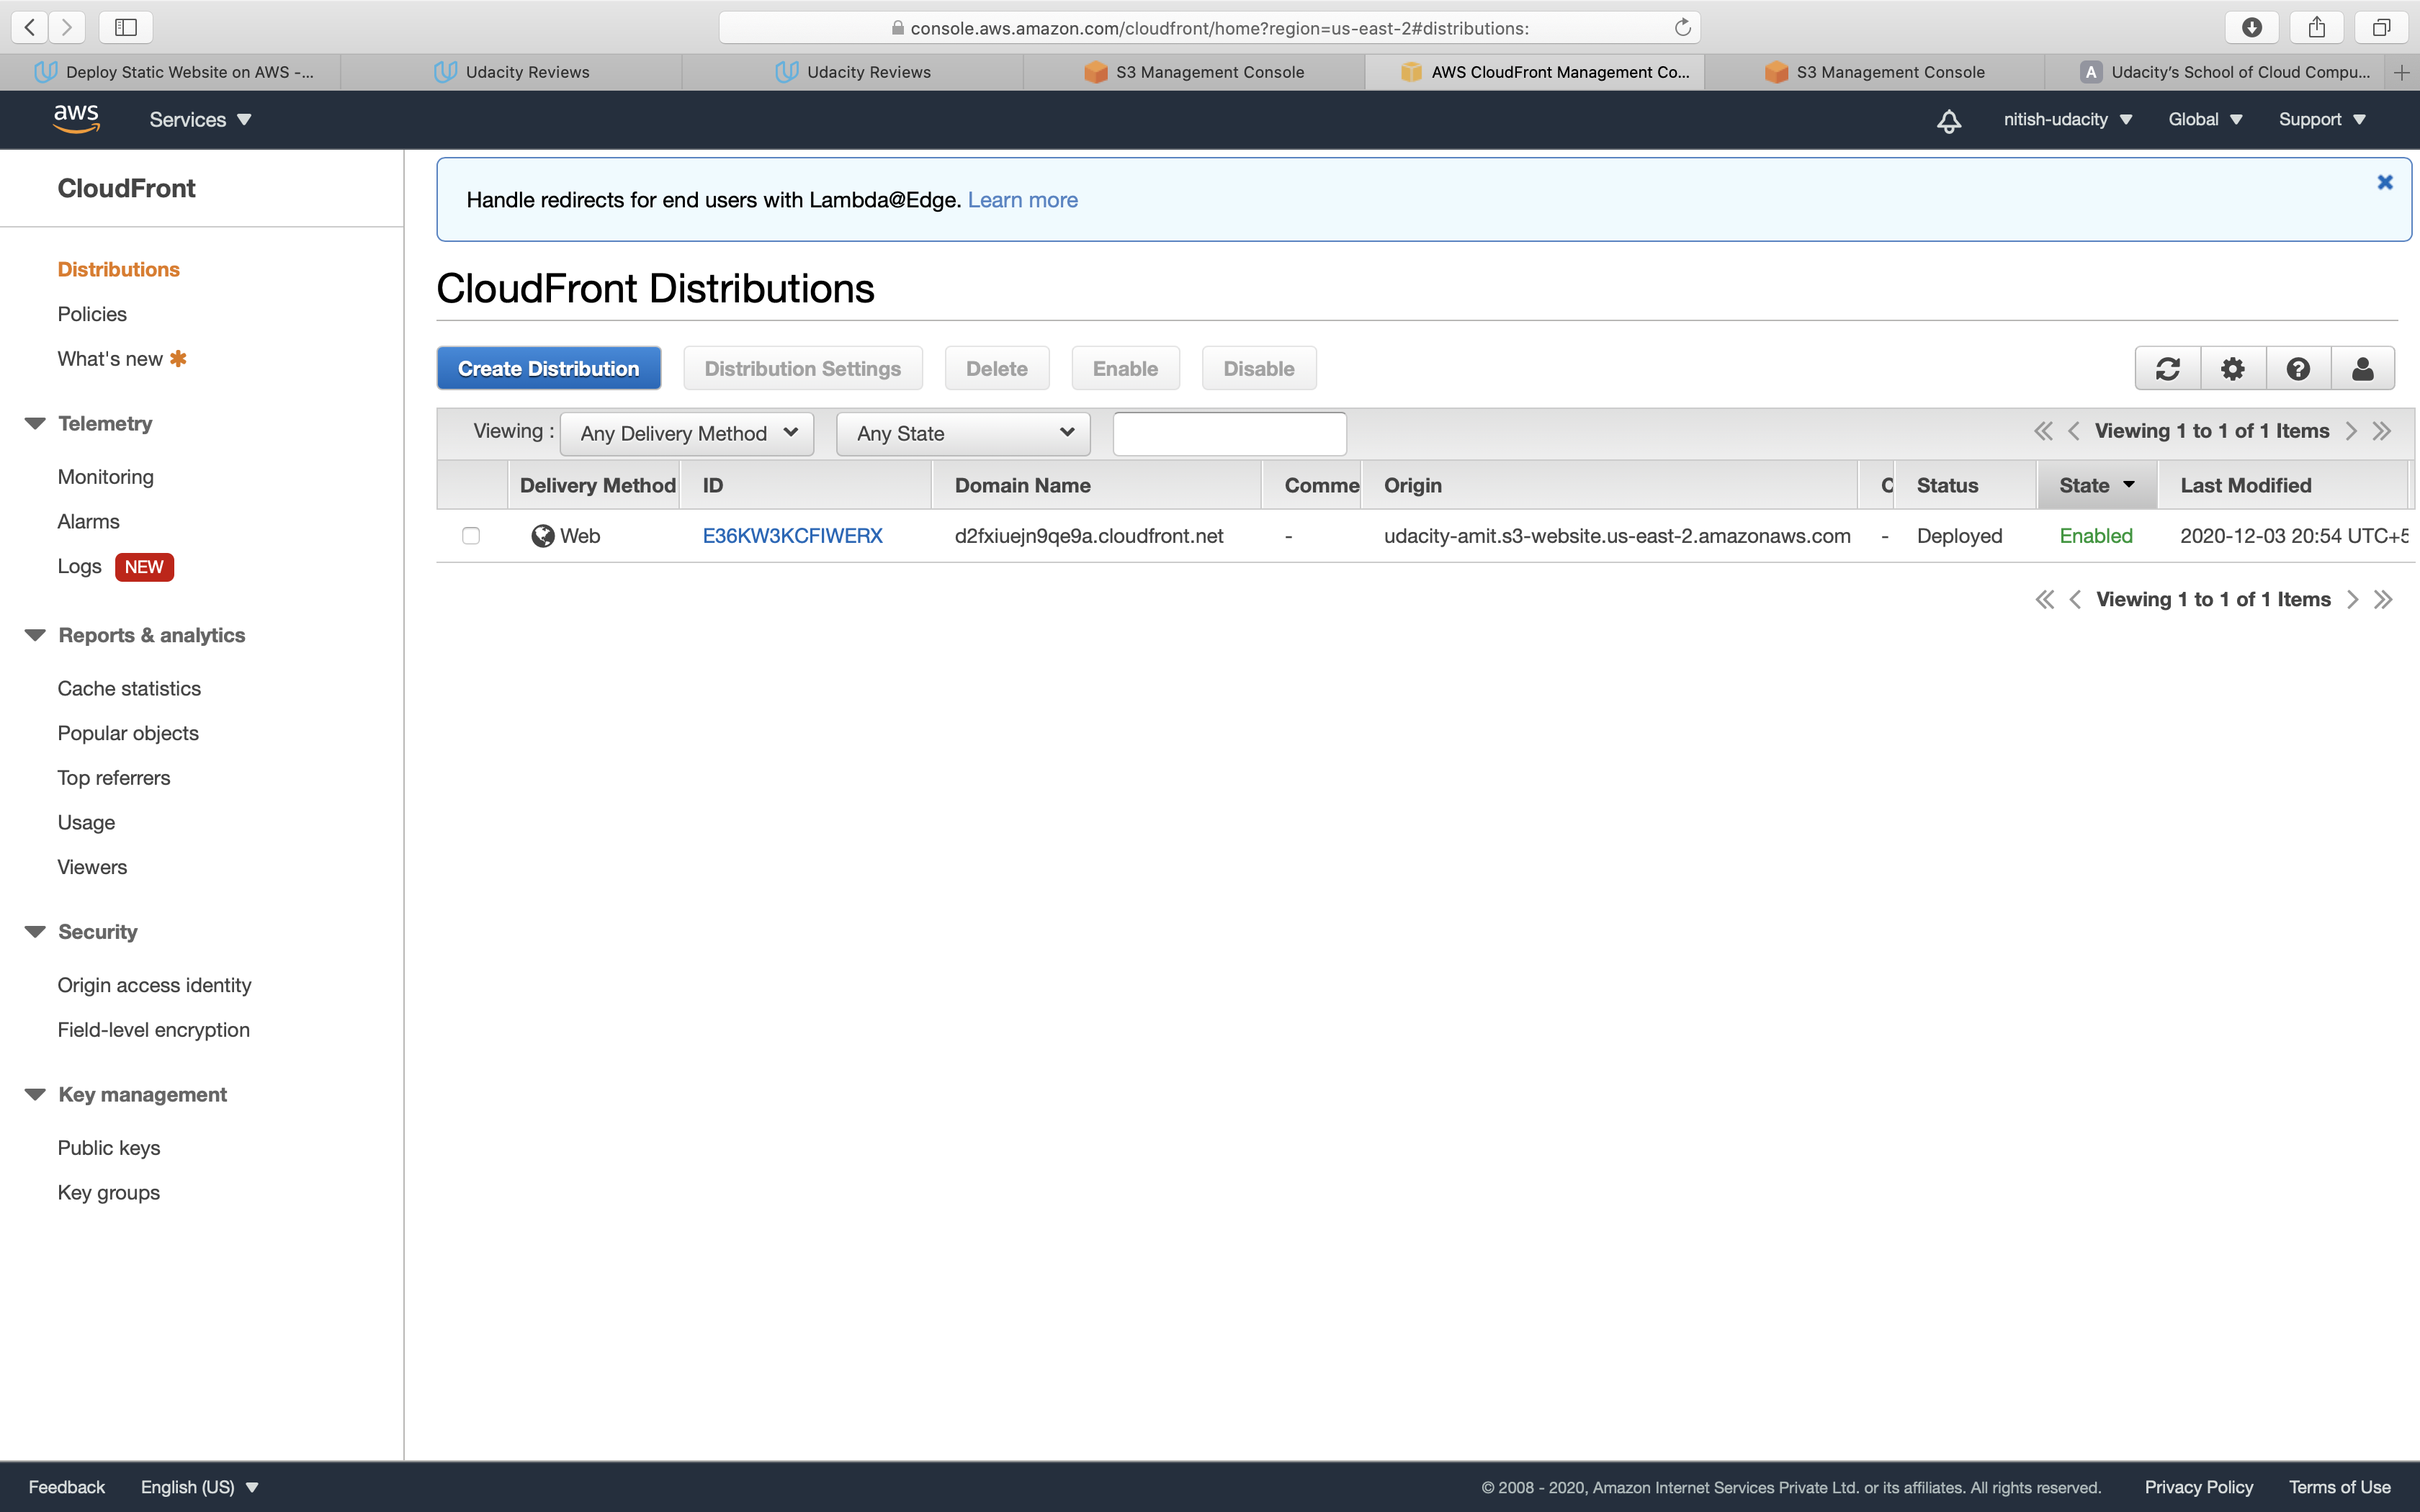 console.aws.amazon.com/cloudfront/home?region=us-east-2#distributions:
Deploy Static Website on AWS -...
Udacity Reviews
Udacity Reviews
S3 Management Console
AWS CloudFront Management Co...
S3 Management Console
A Udacity's School of Cloud Compu...
aws
Services
nitish-udacity
Global
Support
CloudFront
Distributions
Policies
What's new
Telemetry
Monitoring
Alarms
Logs NEW
Reports & analytics
Cache statistics
Popular objects
Top referrers
Usage
Viewers
Security
Origin access identity
Field-level encryption
Key management
Public keys
Key groups
Handle redirects for end users with Lambda@Edge. Learn more
CloudFront Distributions
Create Distribution Distribution Settings Delete Enable Disable
Viewing : Any Delivery Method Any State Viewing 1 to 1 of 1 Items
Delivery Method ID Domain Name Comme Origin C Status State Last Modified
Web E36KW3KCFIWERX d2fxiuejn9qe9a.cloudfront.net - udacity-amit.s3-website.us-east-2.amazonaws.com - Deployed Enabled 2020-12-03 20:54 UTC+5
Viewing 1 to 1 of 1 Items
Feedback English (US) © 2008 - 2020, Amazon Internet Services Private Ltd. or its affiliates. All rights reserved. Privacy Policy Terms of Use